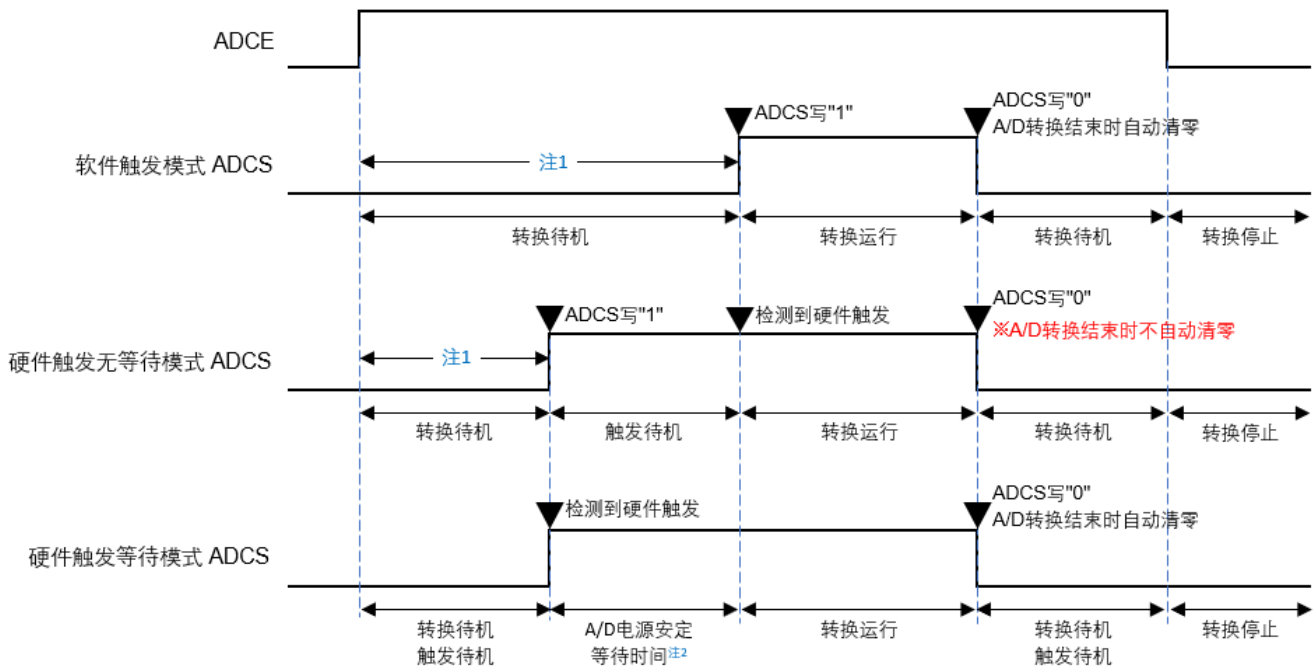 ADCE
ADCS写"1"
ADCS写"0"
A/D转换结束时自动清零
软件触发模式 ADCS
注1
转换待机
转换运行
转换待机
转换停止
ADCS写"1"
检测到硬件触发
ADCS写"0"
※A/D转换结束时不自动清零
硬件触发无等待模式 ADCS
注1
转换待机
触发待机
转换运行
转换待机
转换停止
检测到硬件触发
ADCS写"0"
A/D转换结束时自动清零
硬件触发等待模式 ADCS
转换待机
触发待机
A/D电源安定
等待时间注2
转换运行
转换待机
触发待机
转换停止